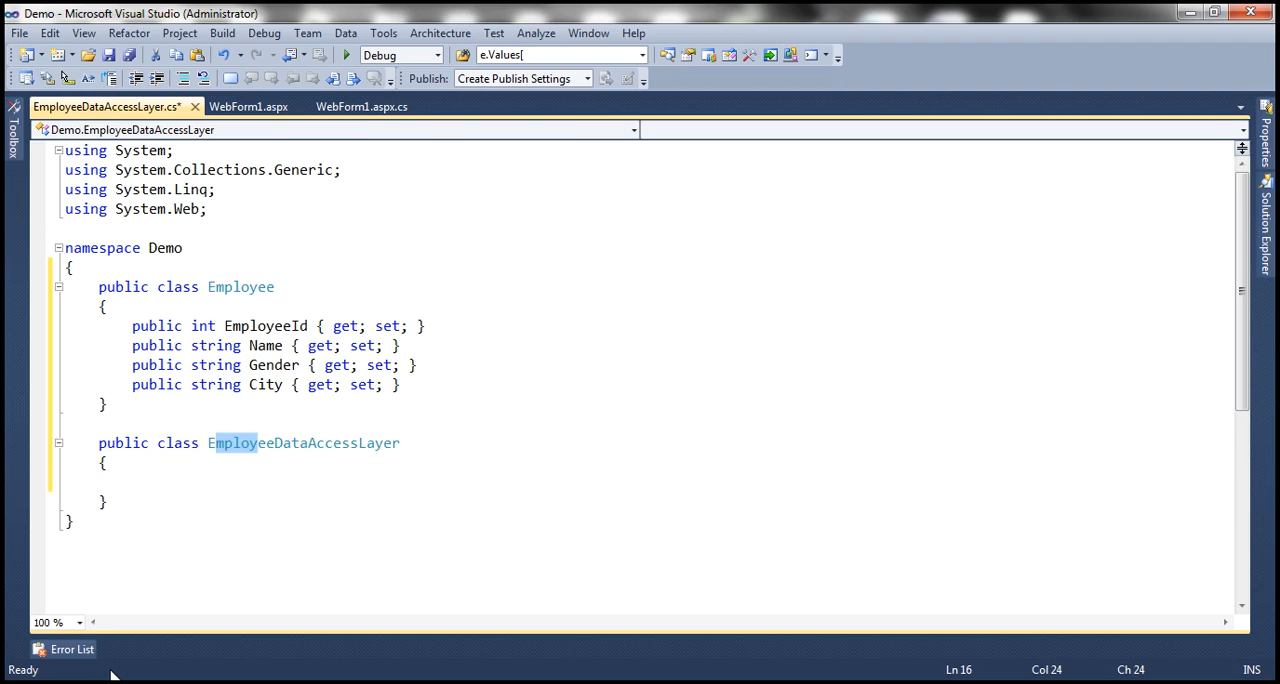 Demo - Microsoft Visual Studio (Administrator)
File Edit View Refactor Project Build Debug Team Data Tools Architecture Test Analyze Window Help
Debug e.Values[
Publish: Create Publish Settings
EmployeeDataAccessLayer.cs* WebForm1.aspx WebForm1.aspx.cs
Demo.EmployeeDataAccessLayer
Toolbox
Properties
Solution Explorer
using System;
using System.Collections.Generic;
using System.Linq;
using System.Web;
namespace Demo
{
public class Employee
{
public int EmployeeId { get; set; }
public string Name { get; set; }
public string Gender { get; set; }
public string City { get; set; }
}
public class EmployeeDataAccessLayer
{
}
}
100 %
Error List
Ready Ln 16 Col 24 Ch 24 INS